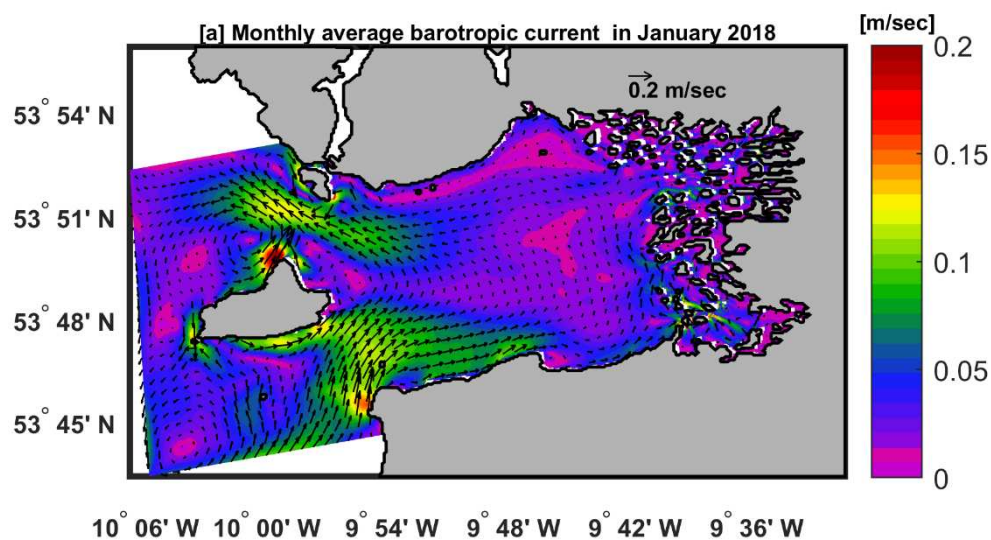 [a] Monthly average barotropic current in January 2018
[m/sec]
0.2 m/sec
53° 54' N
53° 51' N
53° 48' N
53° 45' N
10° 06' W 10° 00' W 9° 54' W 9° 48' W 9° 42' W 9° 36' W
0.2
0.15
0.1
0.05
0